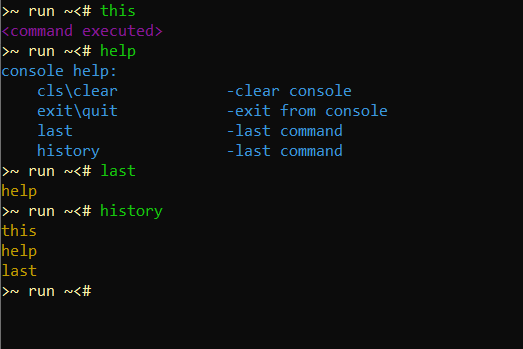 >~ run ~<# this
<command executed>
>~ run ~<# help
console help:
    cls\clear            -clear console
    exit\quit            -exit from console
    last                 -last command
    history              -last command
>~ run ~<# last
help
>~ run ~<# history
this
help
last
>~ run ~<#